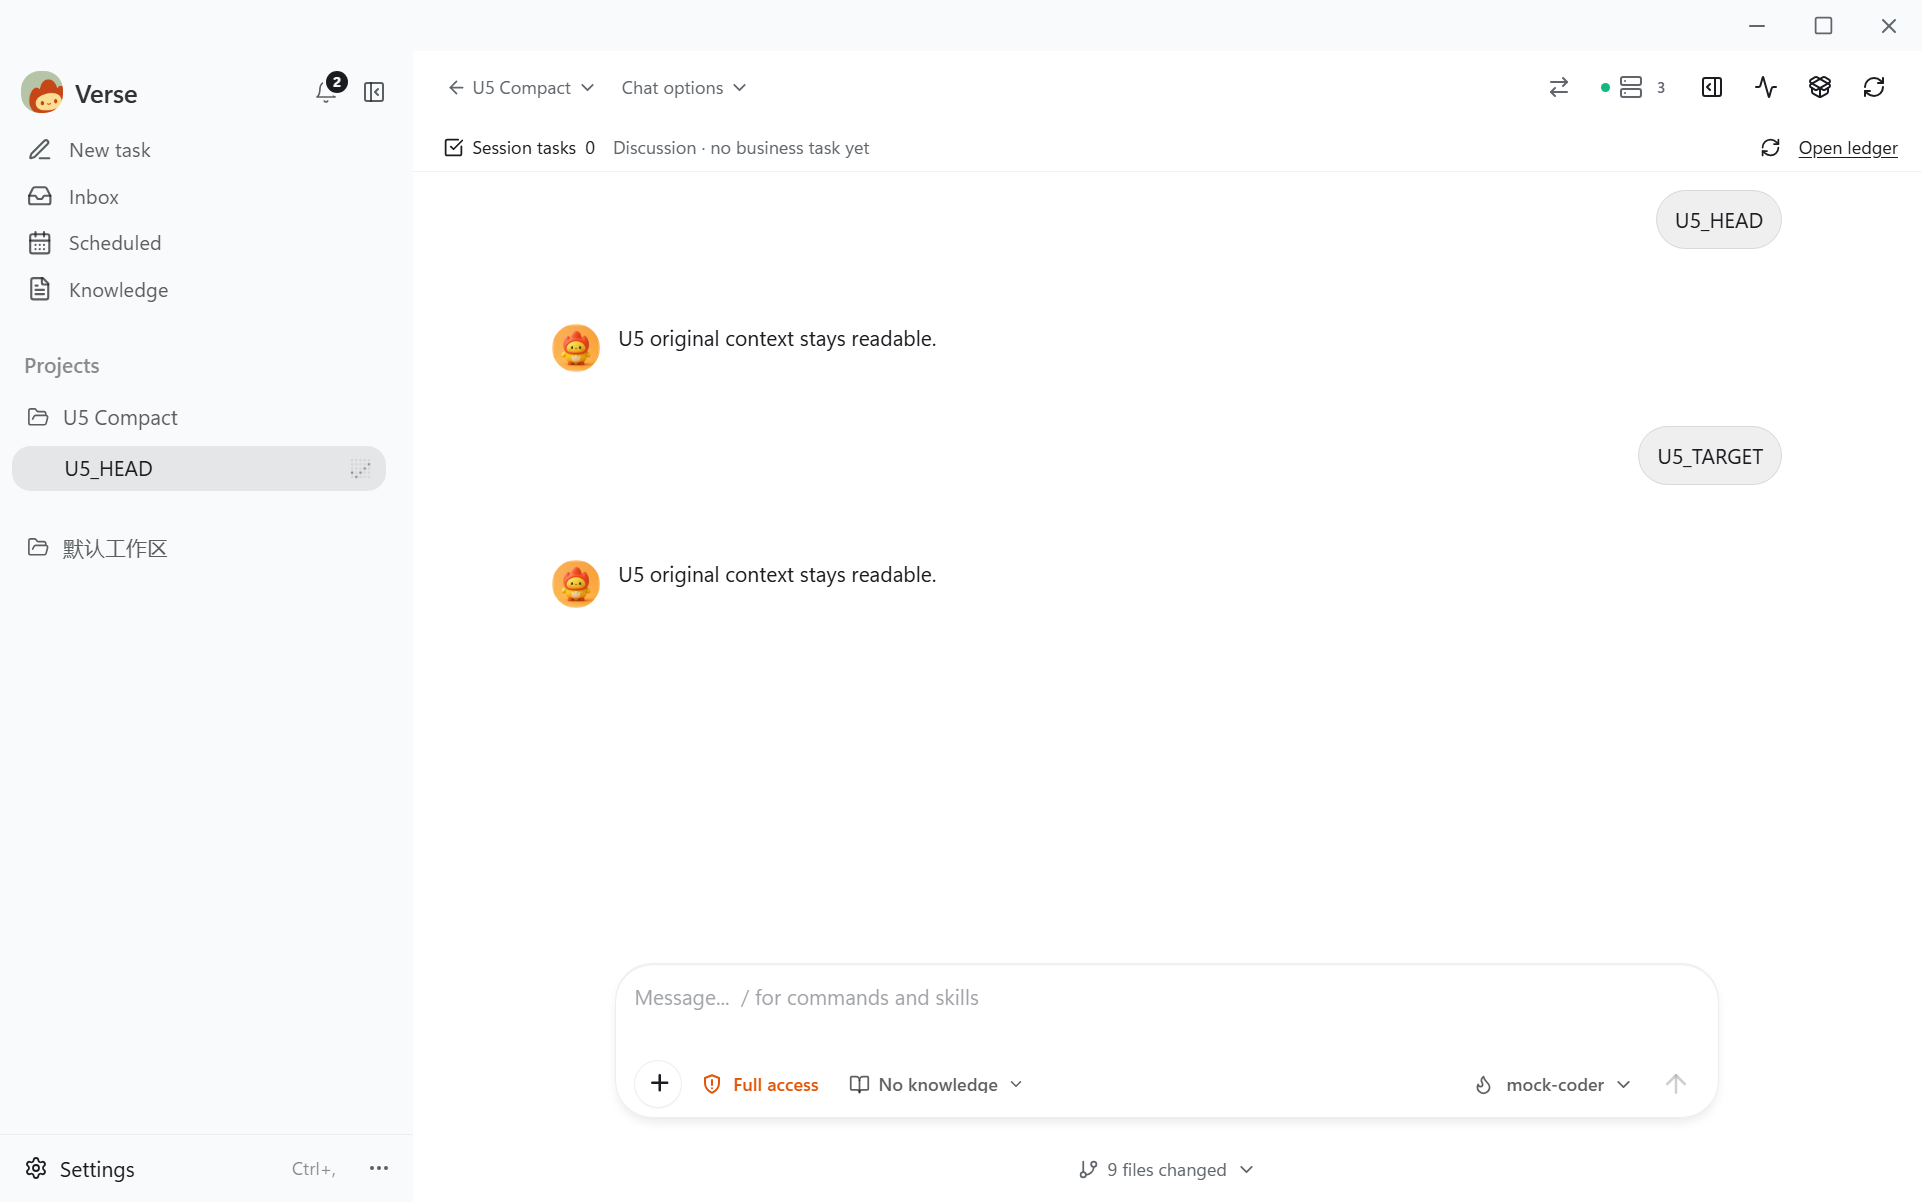 Verse
2
New task
Inbox
Scheduled
Knowledge
Projects
U5 Compact
U5_HEAD
默认工作区
Settings
Ctrl+,
U5 Compact
Chat options
3
Session tasks 0 Discussion · no business task yet
Open ledger
U5_HEAD
U5 original context stays readable.
U5_TARGET
U5 original context stays readable.
Message... / for commands and skills
Full access
No knowledge
mock-coder
9 files changed